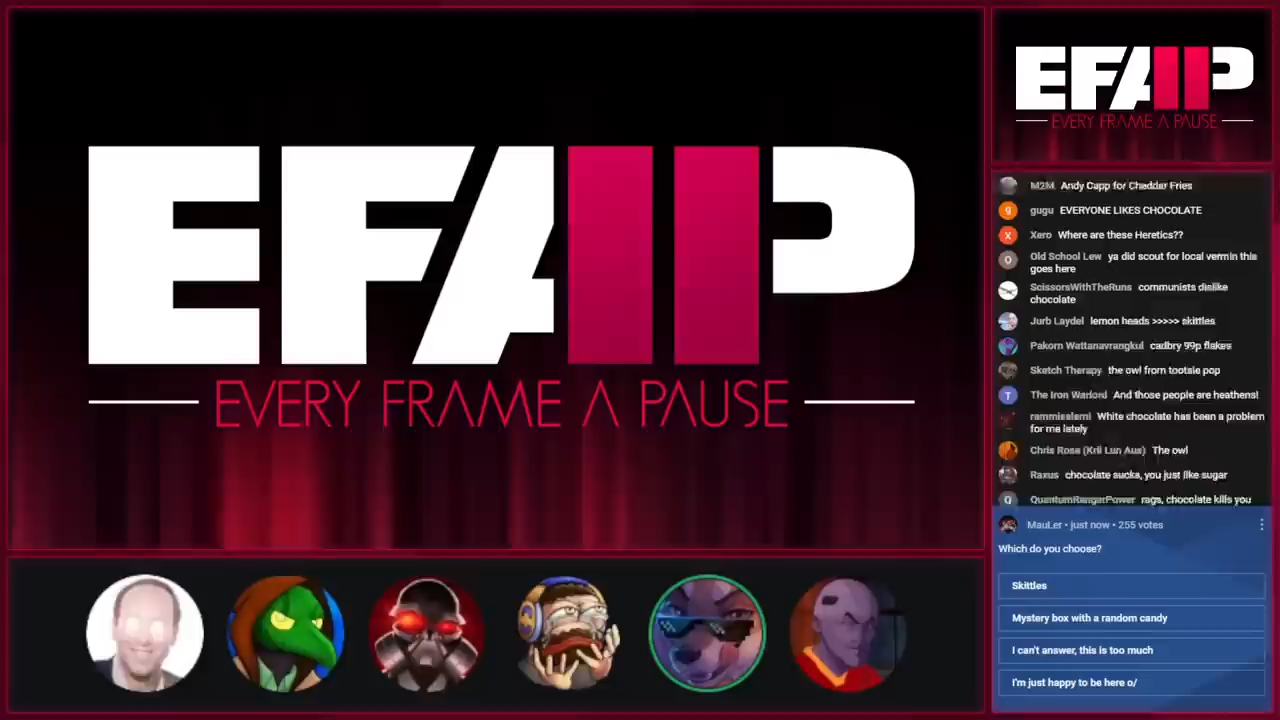 EFAP
EVERY FRAME A PAUSE
EFAP
EVERY FRAME A PAUSE
M2M Andy Capp for Cheddar Fries
g gugu EVERYONE LIKES CHOCOLATE
X Xero Where are these Heretics??
O Old School Lew ya did scout for local vermin this
goes here
ScissorsWithTheRuns communists dislike
chocolate
Jurb Laydel lemon heads >>>>> skittles
Pakorn Wattanavrangkul cadbry 99p flakes
Sketch Therapy the owl from tootsie pop
T The Iron Warlord And those people are heathens!
rammisalami White chocolate has been a problem
for me lately
Chris Rosa (Krii Lun Aus) The owl
Raxus chocolate sucks, you just like sugar
Q QuantumRangerPower rags, chocolate kills you
MauLer • just now • 255 votes
Which do you choose?
Skittles
Mystery box with a random candy
I can't answer, this is too much
I'm just happy to be here o/